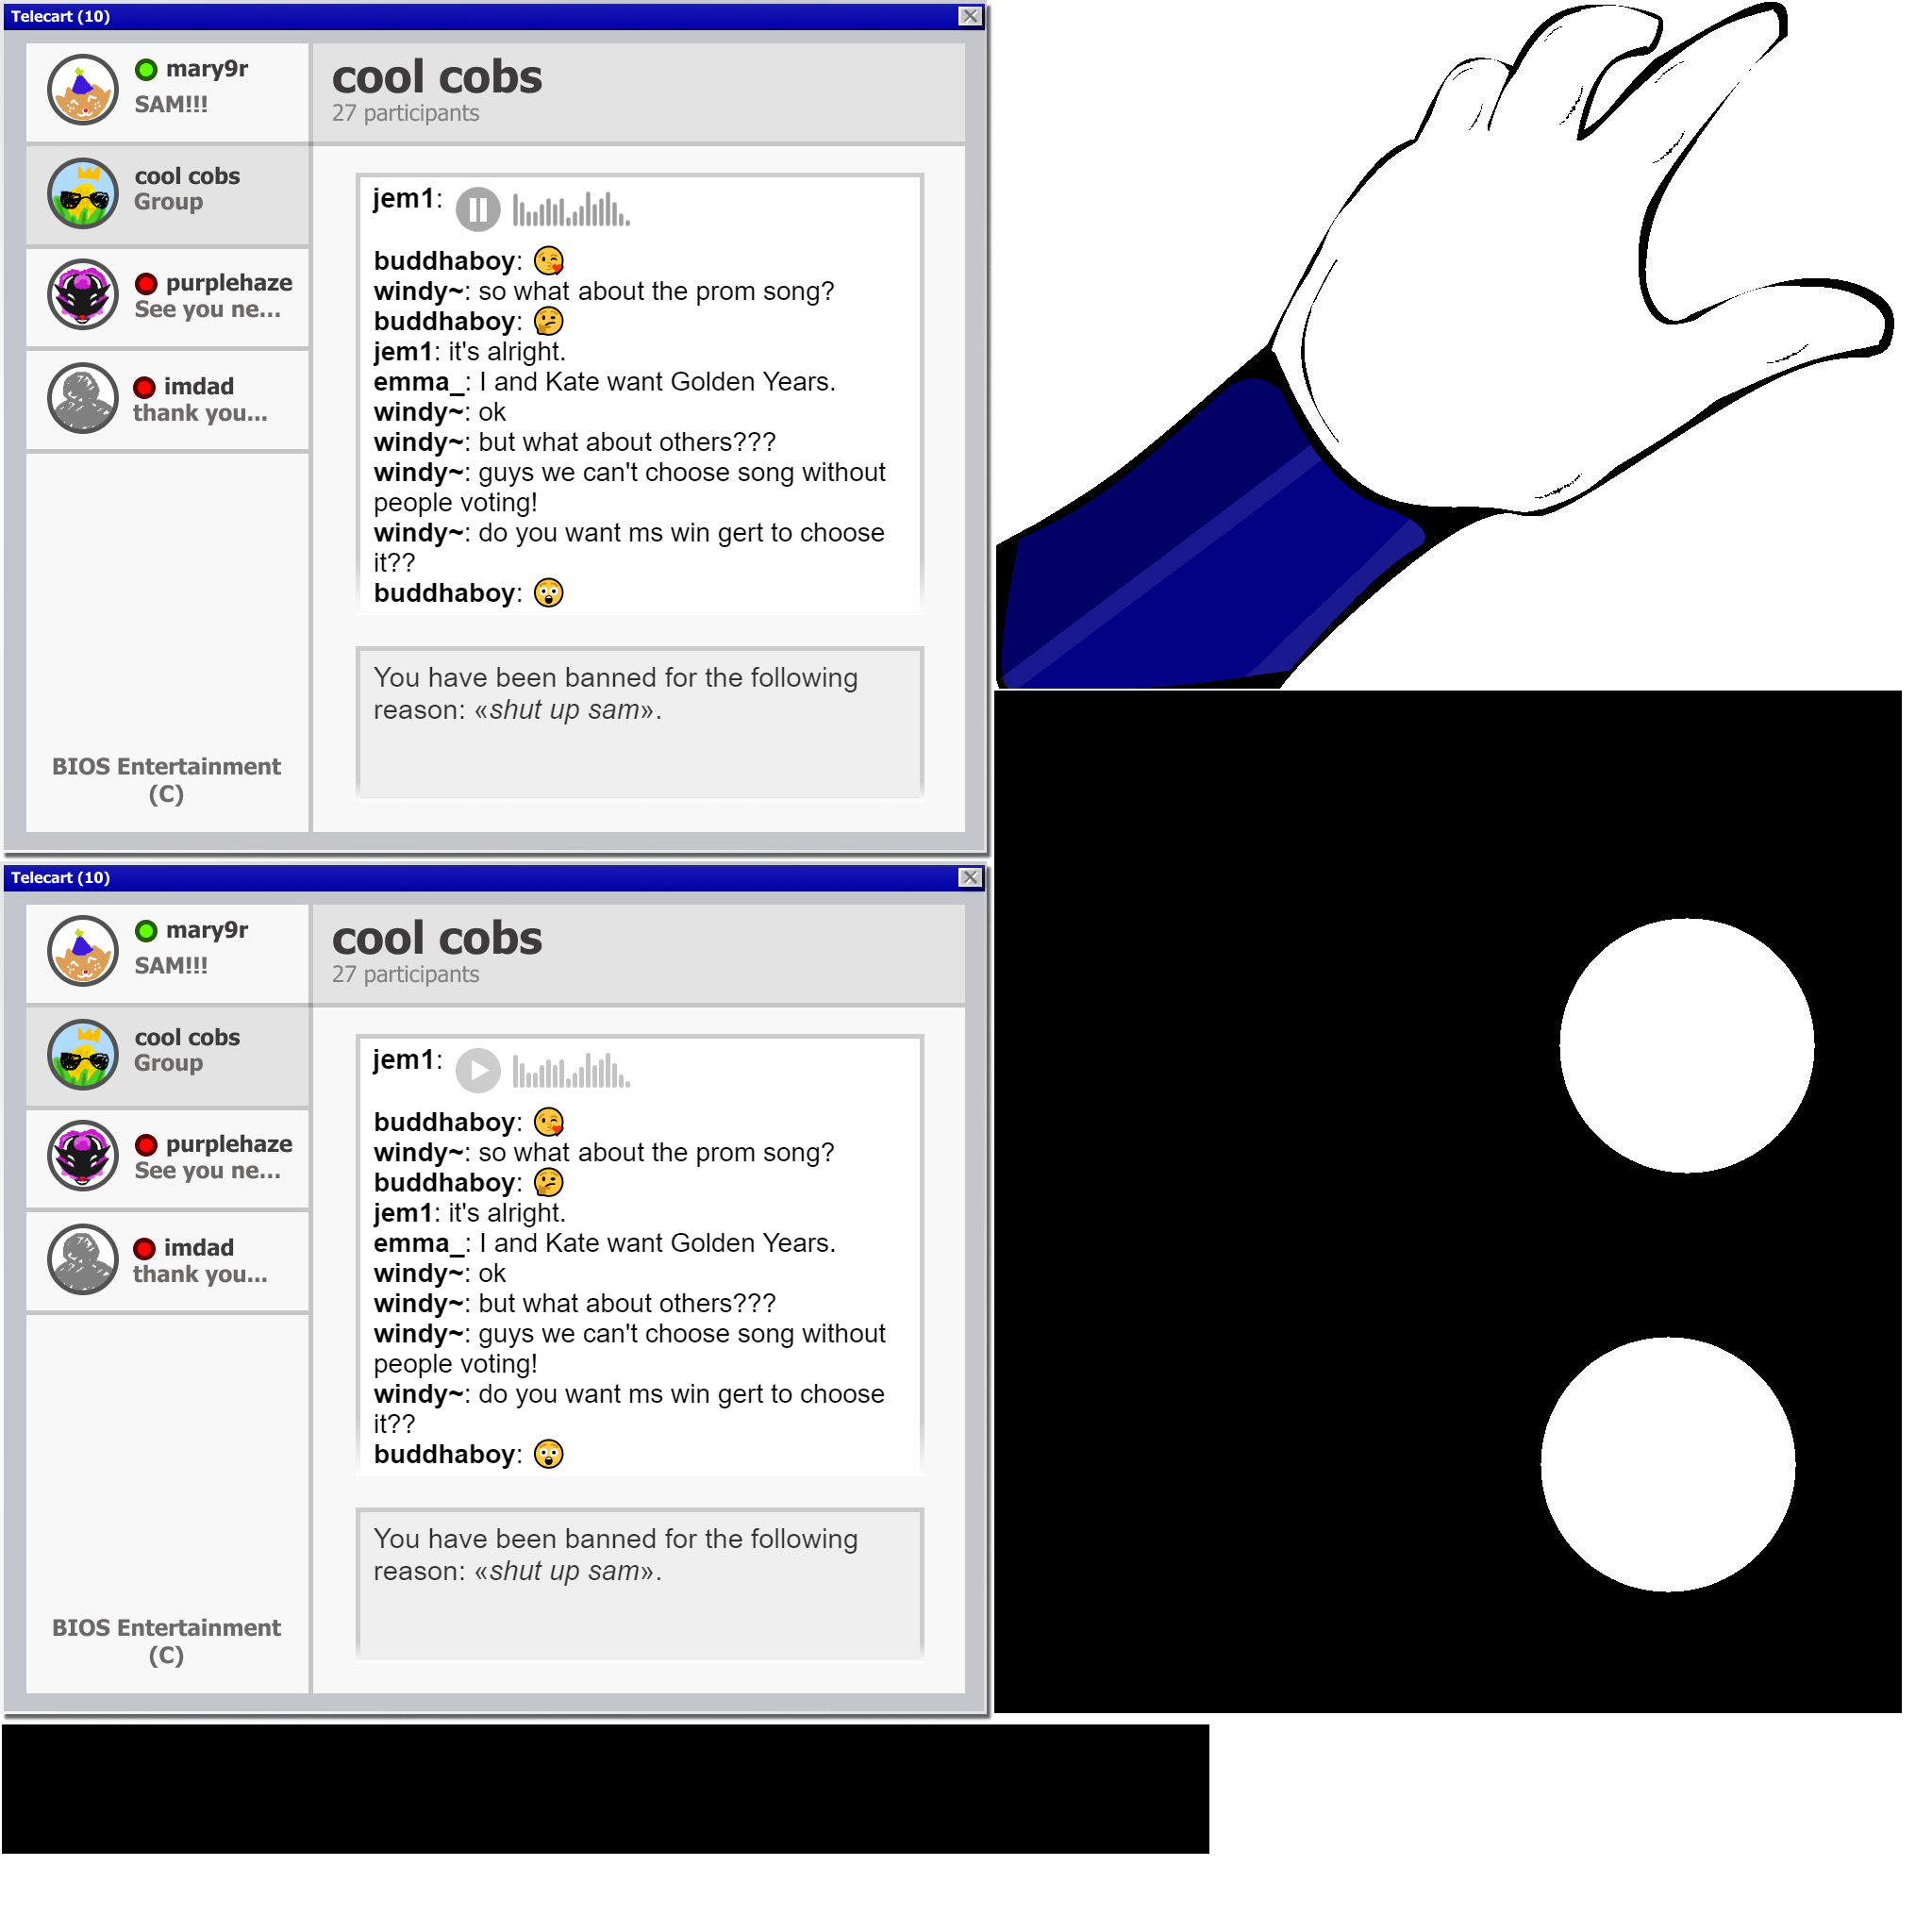 Telecart (10)
mary9r
SAM!!!
cool cobs
Group
purplehaze
See you ne...
imdad
thank you...
BIOS Entertainment
(C)
cool cobs
27 participants
jem1:
buddhaboy: 😘
windy~: so what about the prom song?
buddhaboy: 🤔
jem1: it's alright.
emma_: I and Kate want Golden Years.
windy~: ok
windy~: but what about others???
windy~: guys we can't choose song without
people voting!
windy~: do you want ms win gert to choose
it??
buddhaboy: 😲
You have been banned for the following
reason: «shut up sam».
Telecart (10)
mary9r
SAM!!!
cool cobs
Group
purplehaze
See you ne...
imdad
thank you...
BIOS Entertainment
(C)
cool cobs
27 participants
jem1:
buddhaboy: 😘
windy~: so what about the prom song?
buddhaboy: 🤔
jem1: it's alright.
emma_: I and Kate want Golden Years.
windy~: ok
windy~: but what about others???
windy~: guys we can't choose song without
people voting!
windy~: do you want ms win gert to choose
it??
buddhaboy: 😲
You have been banned for the following
reason: «shut up sam».